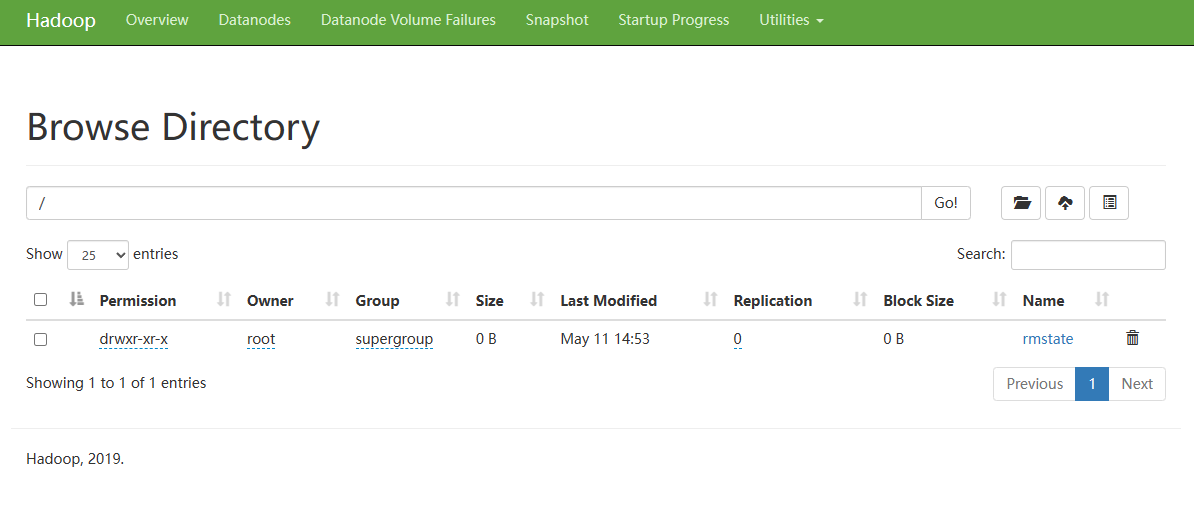 Hadoop Overview Datanodes Datanode Volume Failures Snapshot Startup Progress Utilities
Browse Directory
/ Go!
Show 25 entries Search:
Permission Owner Group Size Last Modified Replication Block Size Name
drwxr-xr-x root supergroup 0 B May 11 14:53 0 0 B rmstate
Showing 1 to 1 of 1 entries Previous 1 Next
Hadoop, 2019.